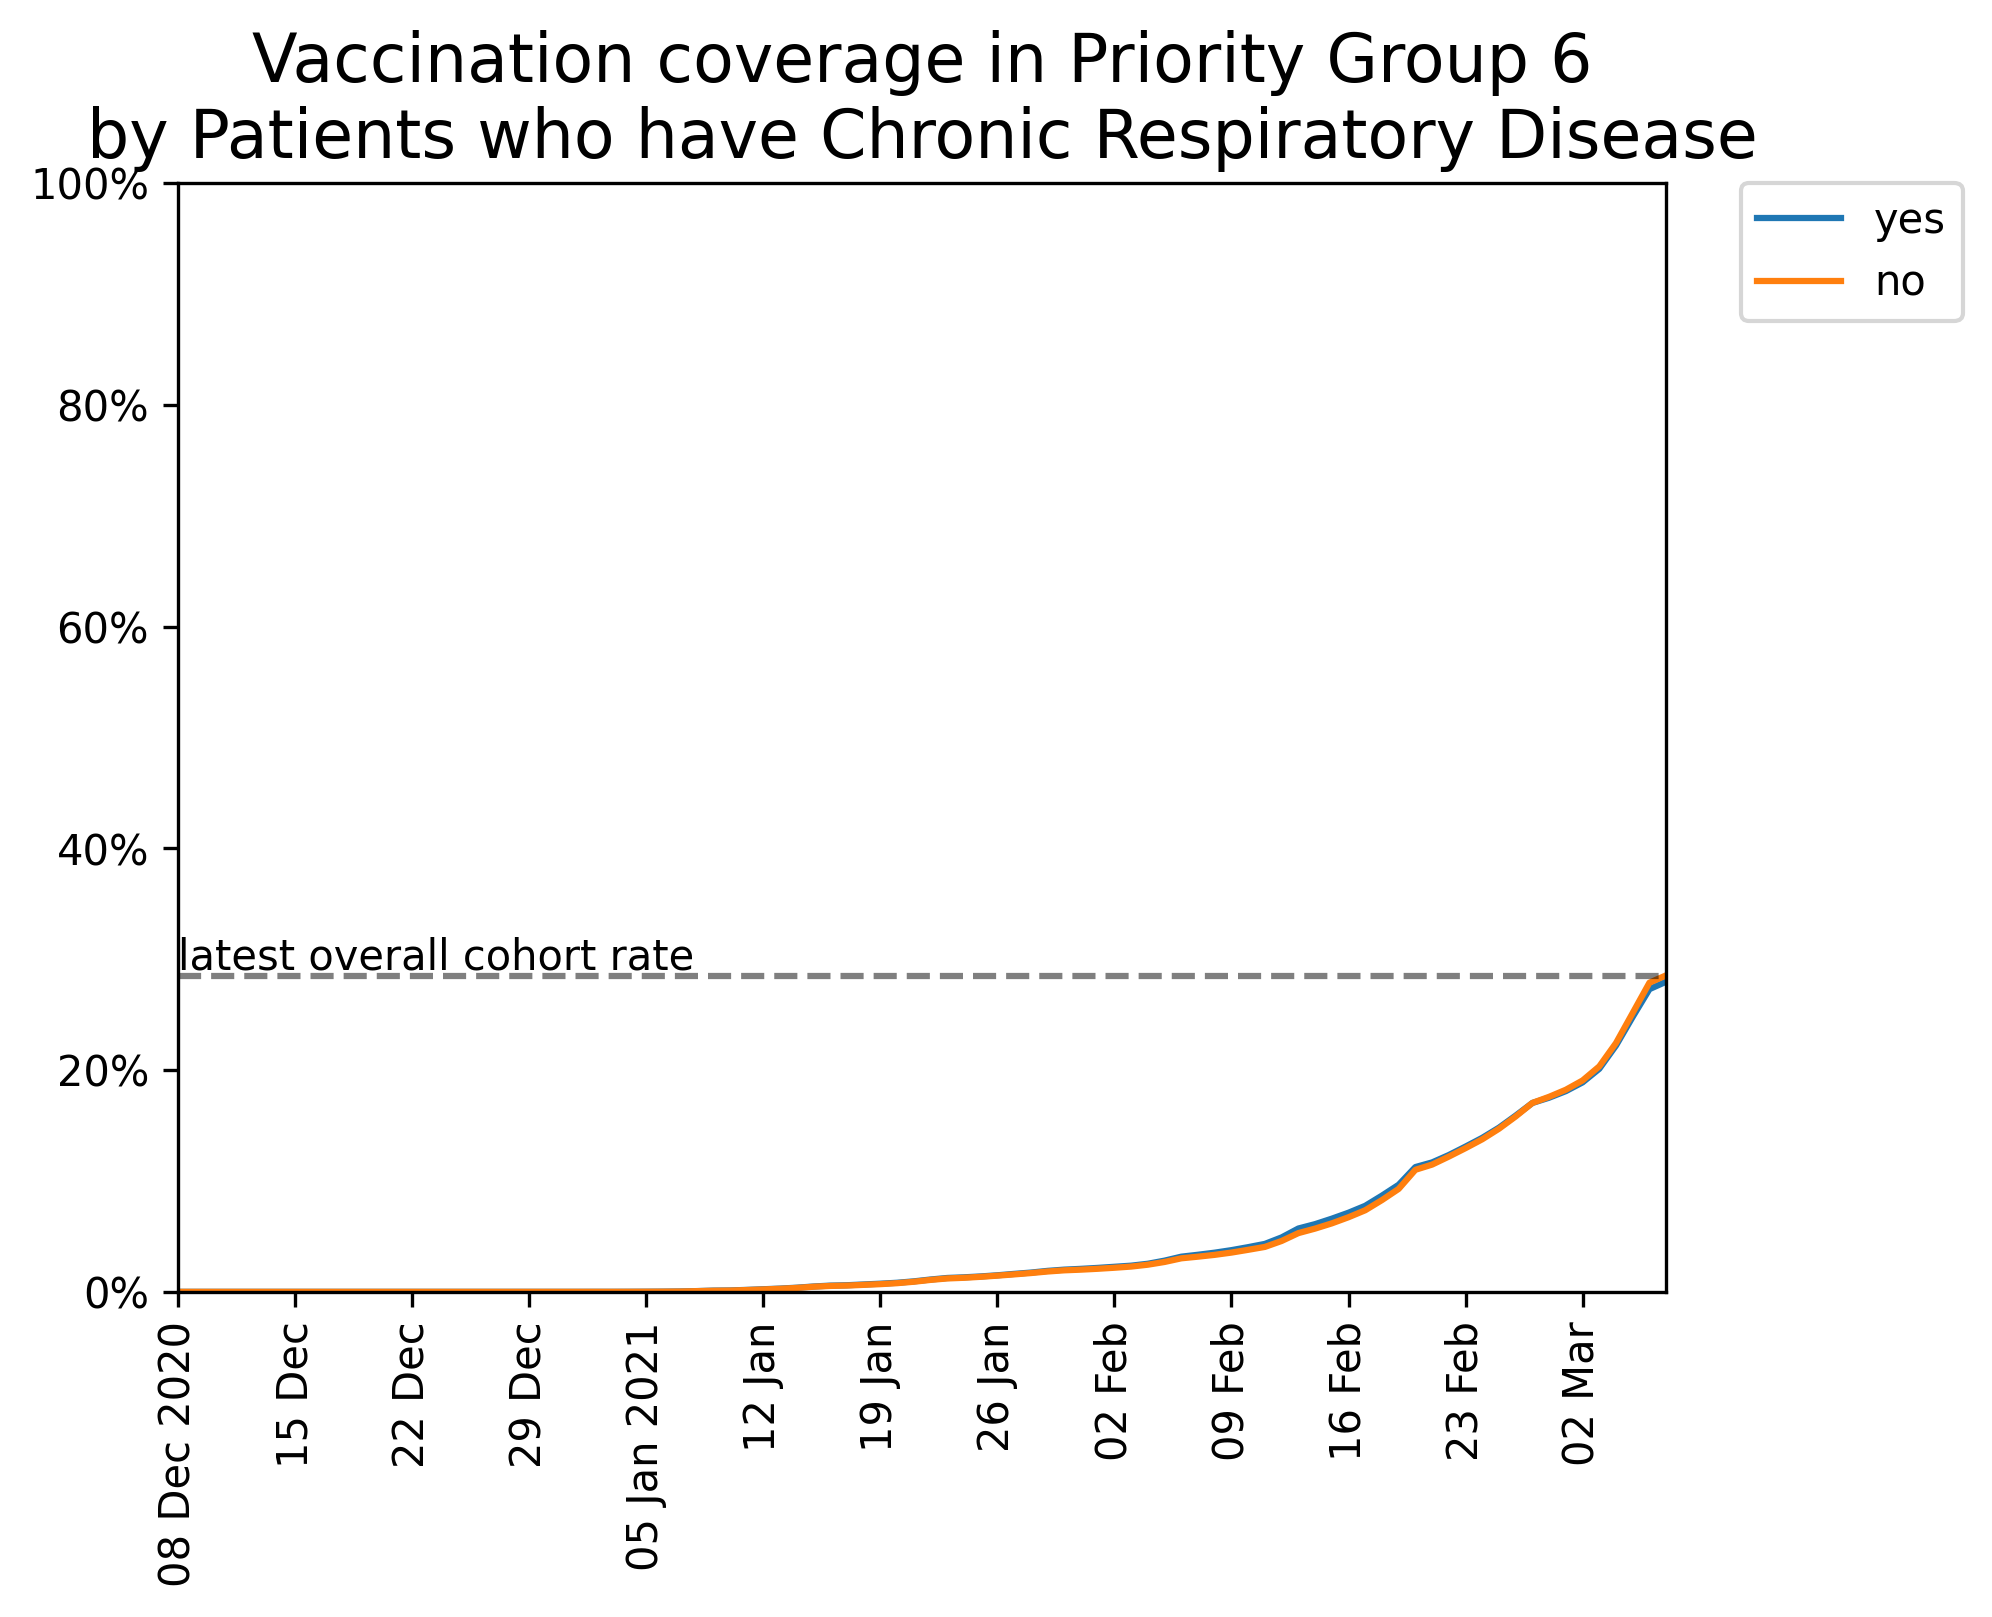 Vaccination coverage in Priority Group 6
by Patients who have Chronic Respiratory Disease
100%
80%
60%
40%
20%
0%
latest overall cohort rate
yes
no
08 Dec 2020
15 Dec
22 Dec
29 Dec
05 Jan 2021
12 Jan
19 Jan
26 Jan
02 Feb
09 Feb
16 Feb
23 Feb
02 Mar